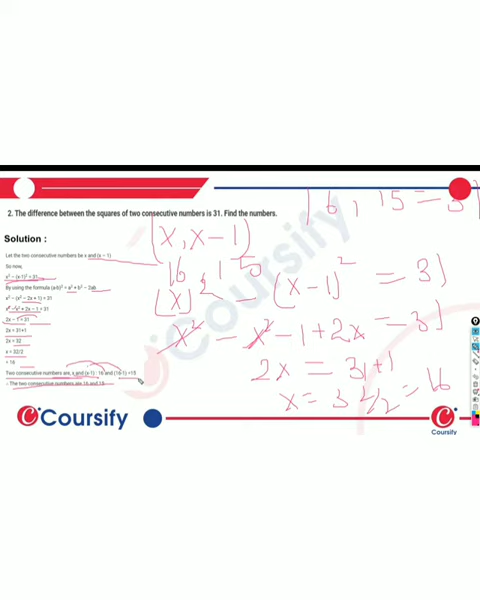 2. The difference between the squares of two consecutive numbers is 31. Find the numbers.
16, 15 = 31
Solution :
(x, x-1)
Let the two consecutive numbers be x and (x - 1)
16, 15
So now,
x² - (x-1)² = 31
(x)² - (x-1)² = 31
By using the formula (a-b)² = a² + b² - 2ab
x² - (x² - 2x + 1) = 31
x² - x² + 2x - 1 = 31
x² - x² - 1 + 2x = 31
2x - 1 = 31
2x = 31+1
2x = 31+1
2x = 32
x = 32/2
x = 32/2 = 16
= 16
Two consecutive numbers are, x and (x-1) : 16 and (16-1) =15
The two consecutive numbers are 16 and 15
Coursify
Coursify
Coursify